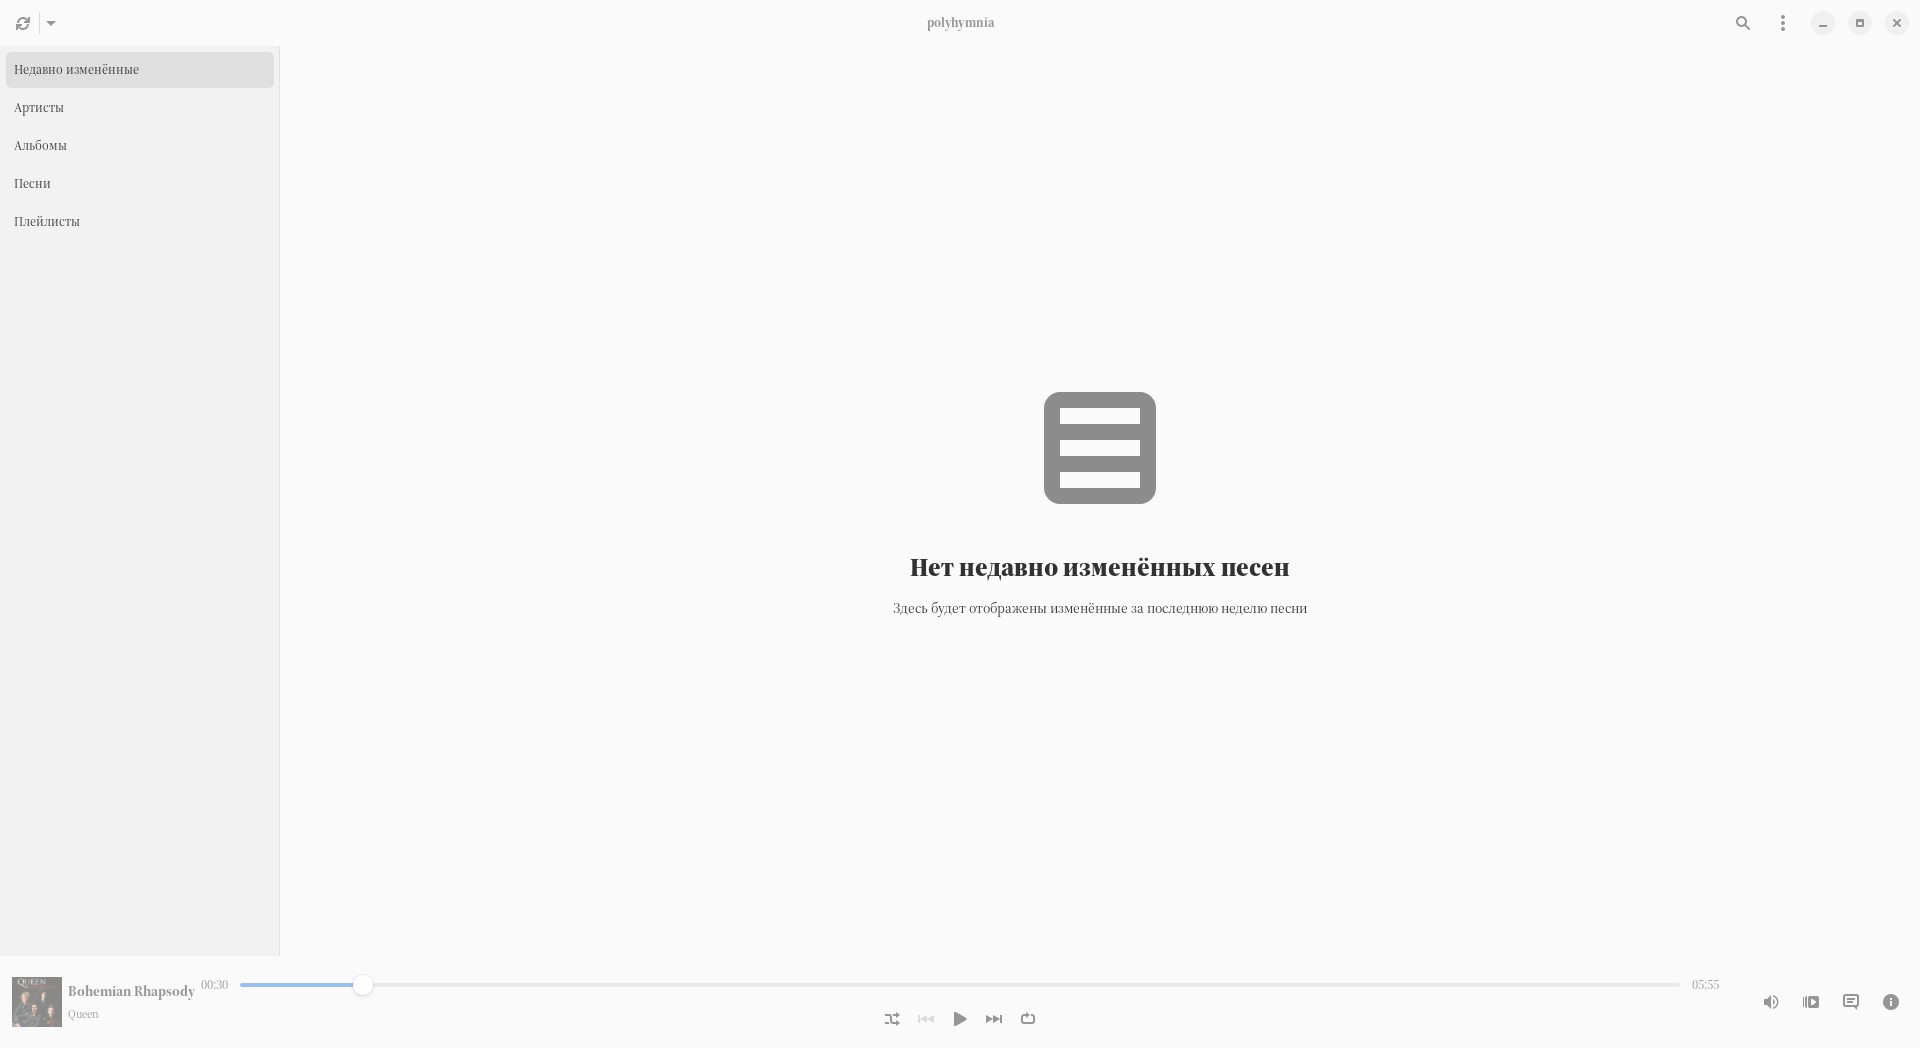 polyhymnia
Недавно изменённые
Артисты
Альбомы
Песни
Плейлисты
Нет недавно изменённых песен
Здесь будет отображены изменённые за последнюю неделю песни
QUEEN
Bohemian Rhapsody
Queen
00:30
05:55